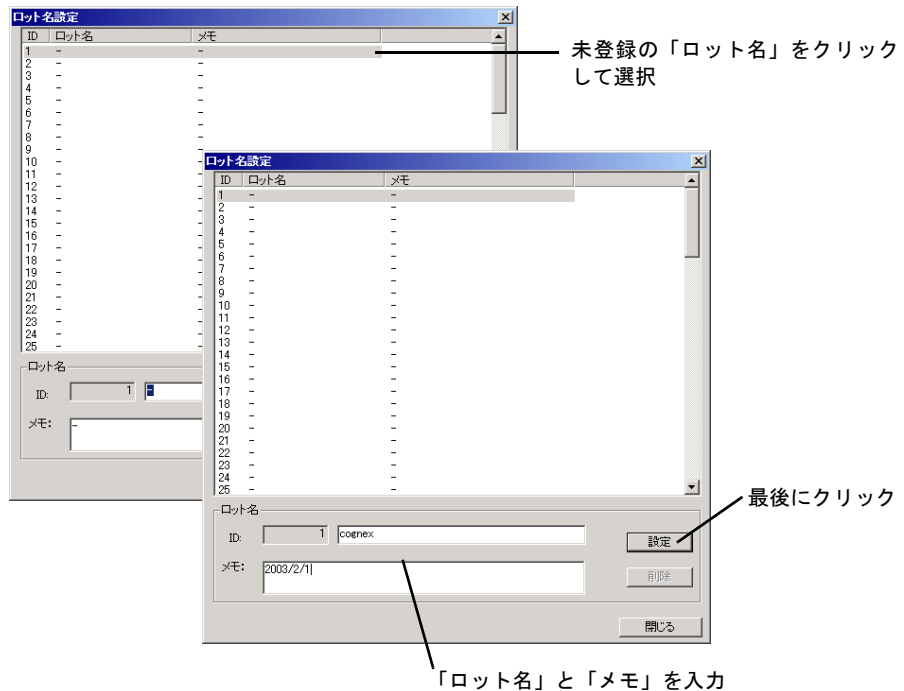 ロット名設定
ID ロット名 メモ
1 - -
2 - -
3 - -
4 - -
5 - -
6 - -
7 - -
8 - -
9 - -
10 - -
11 - -
12 - -
13 - -
14 - -
15 - -
16 - -
17 - -
18 - -
19 - -
20 - -
21 - -
22 - -
23 - -
24 - -
25 - -
ロット名
ID: 1 -
メモ: -
未登録の「ロット名」をクリック
して選択
ロット名設定
ID ロット名 メモ
1 - -
2 - -
3 - -
4 - -
5 - -
6 - -
7 - -
8 - -
9 - -
10 - -
11 - -
12 - -
13 - -
14 - -
15 - -
16 - -
17 - -
18 - -
19 - -
20 - -
21 - -
22 - -
23 - -
24 - -
25 - -
ロット名
ID: 1 cognex
設定
メモ: 2003/2/1
削除
閉じる
最後にクリック
「ロット名」と「メモ」を入力